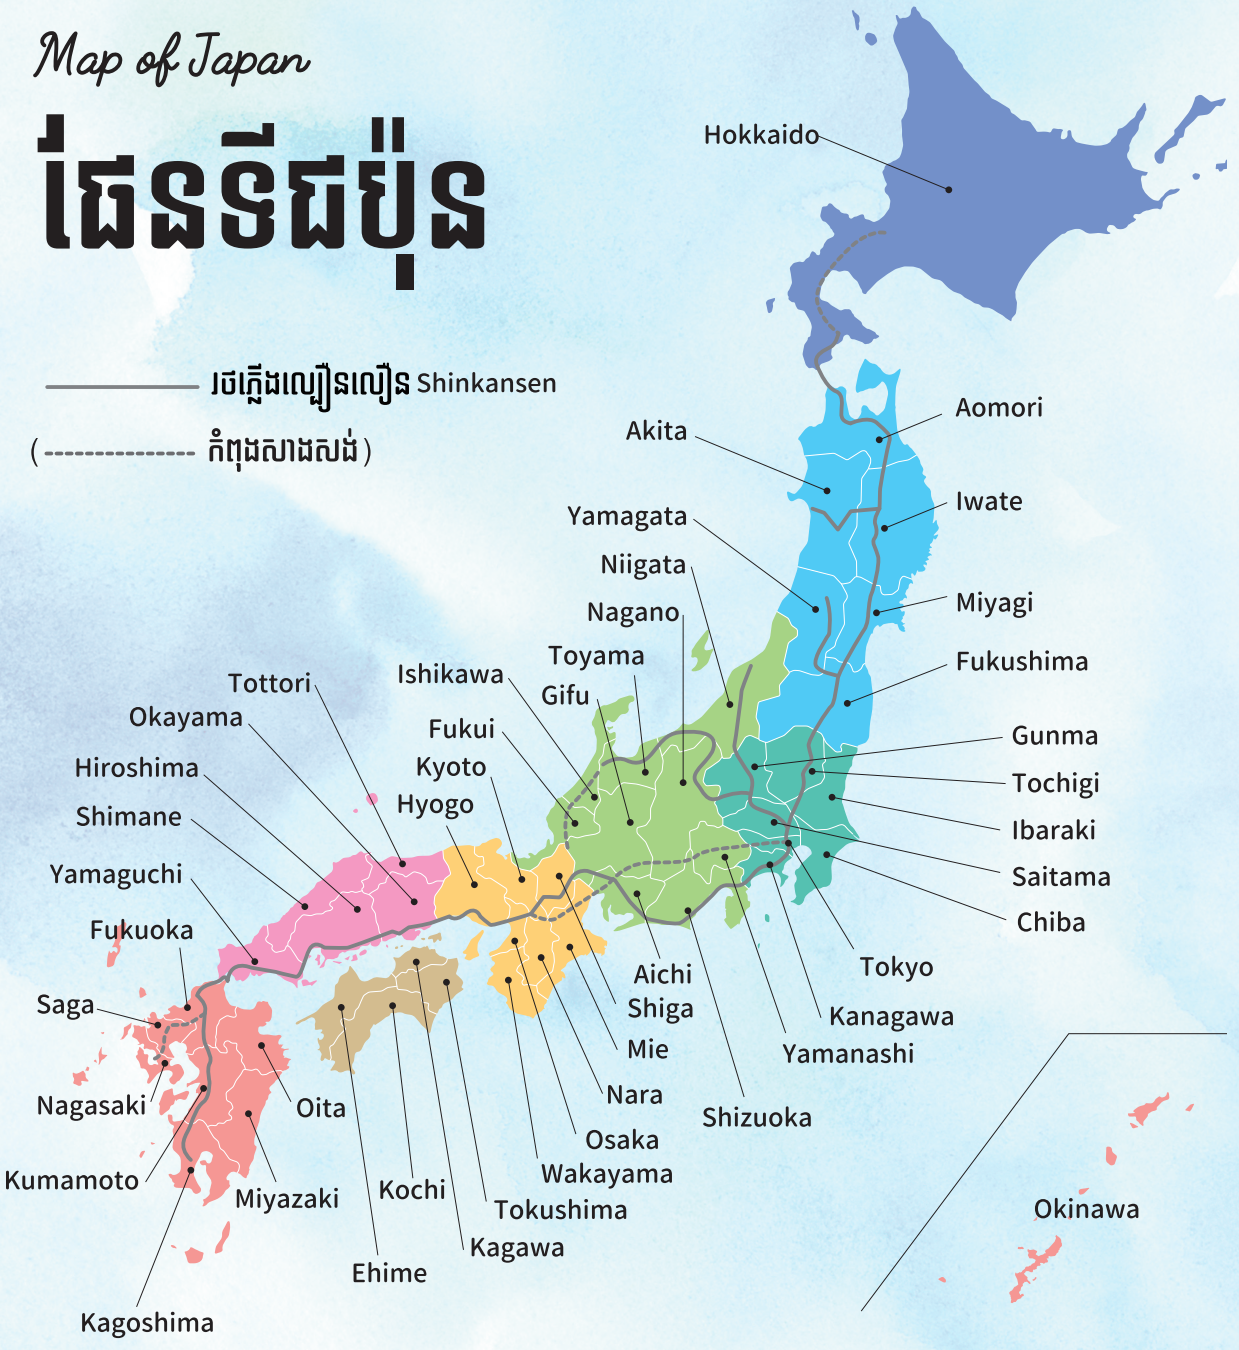 Map of Japan
ផែនទីជប៉ុន
រថភ្លើងល្បឿនលឿន Shinkansen
(កំពុងសាងសង់)
Hokkaido
Aomori
Akita
Iwate
Yamagata
Niigata
Miyagi
Nagano
Toyama
Fukushima
Ishikawa
Tottori
Gifu
Okayama
Fukui
Gunma
Kyoto
Hiroshima
Tochigi
Hyogo
Shimane
Ibaraki
Yamaguchi
Saitama
Chiba
Fukuoka
Tokyo
Aichi
Saga
Shiga
Kanagawa
Mie
Yamanashi
Nara
Nagasaki
Oita
Shizuoka
Osaka
Wakayama
Kumamoto
Kochi
Miyazaki
Tokushima
Okinawa
Kagawa
Ehime
Kagoshima